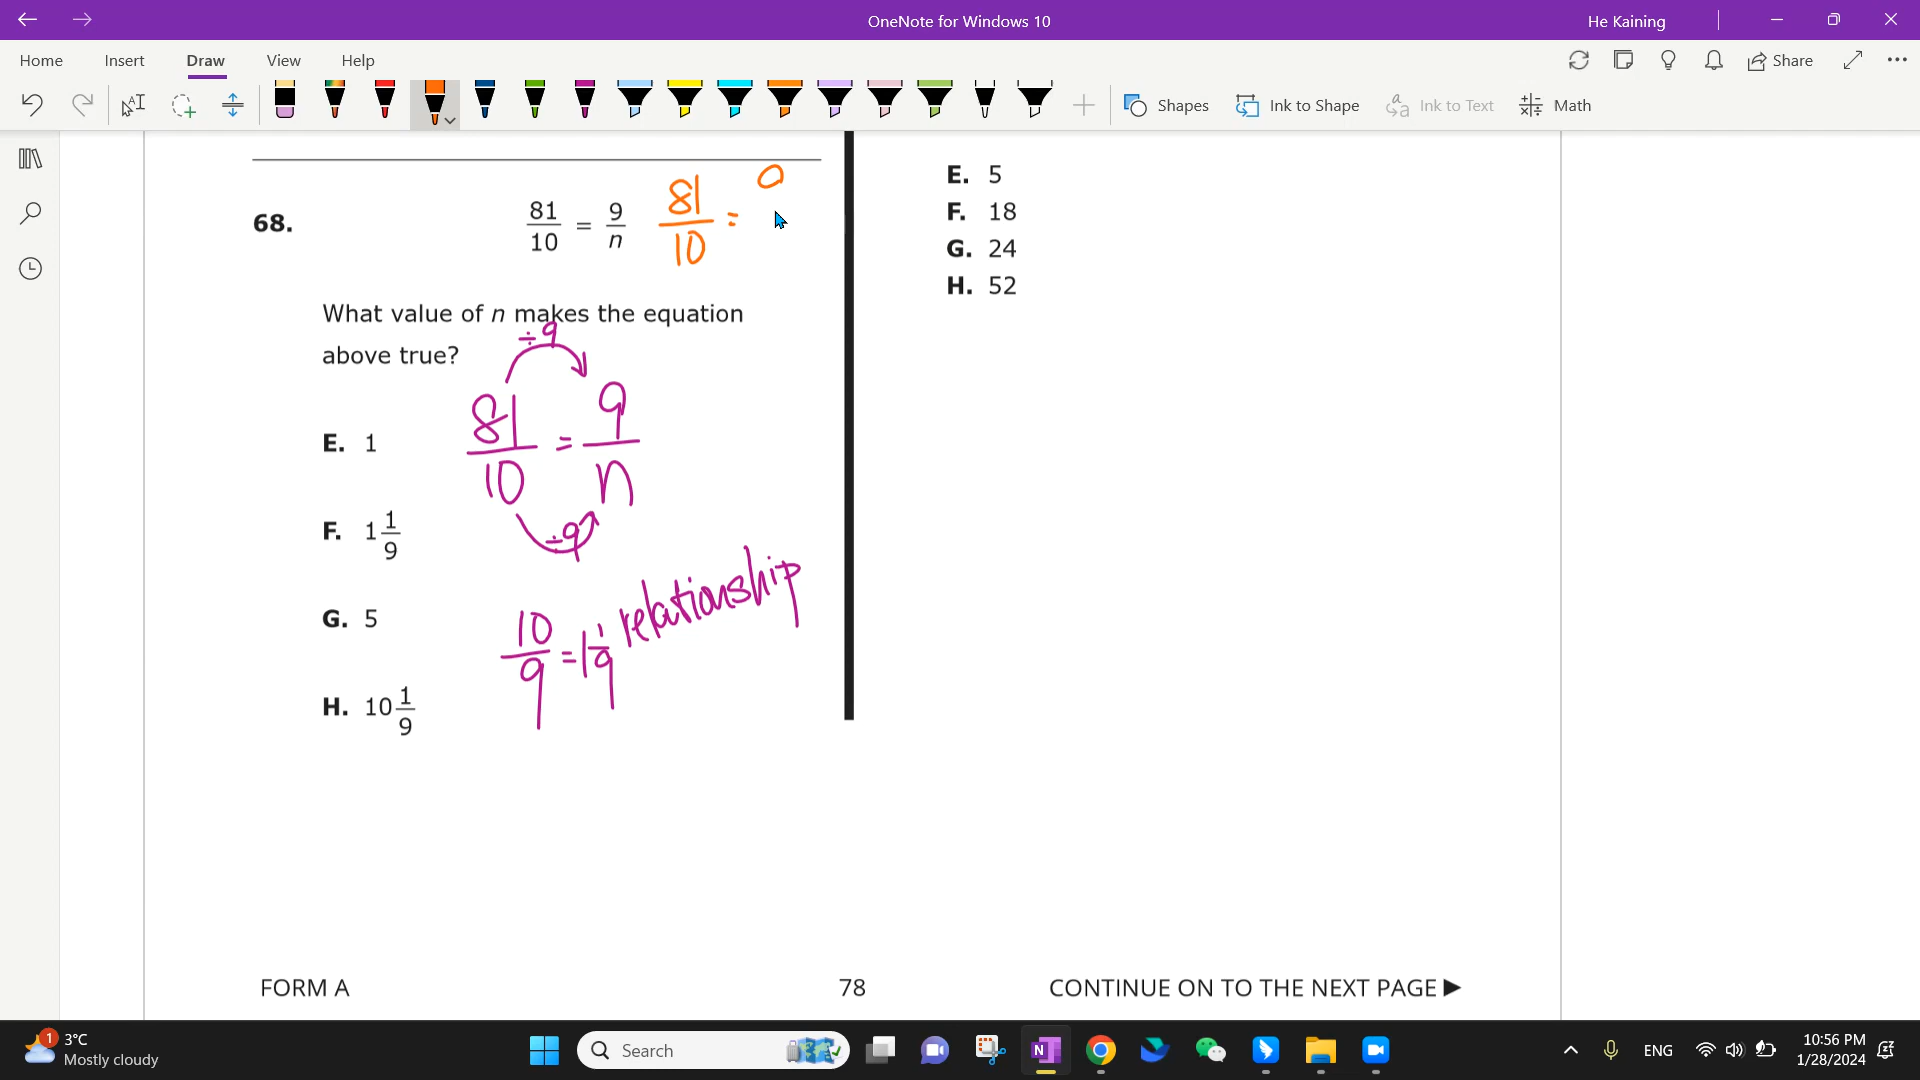 OneNote for Windows 10
He Kaining
Home Insert Draw View Help
Share
Shapes Ink to Shape Ink to Text Math
68.
81/10 = 9/n
81/10 =
What value of n makes the equation
above true?
÷9
81/10 = 9/n
÷9
E. 1
F. 1 1/9
G. 5
H. 10 1/9
10/9 = 1 1/9 relationship
E. 5
F. 18
G. 24
H. 52
FORM A
78
CONTINUE ON TO THE NEXT PAGE ►
1
3°C
Mostly cloudy
Search
ENG
10:56 PM
1/28/2024